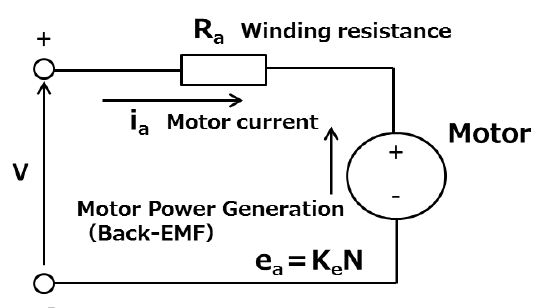 Rₐ Winding resistance
+
iₐ Motor current
Motor
+
V
-
Motor Power Generation
(Back-EMF)
eₐ=KₑN